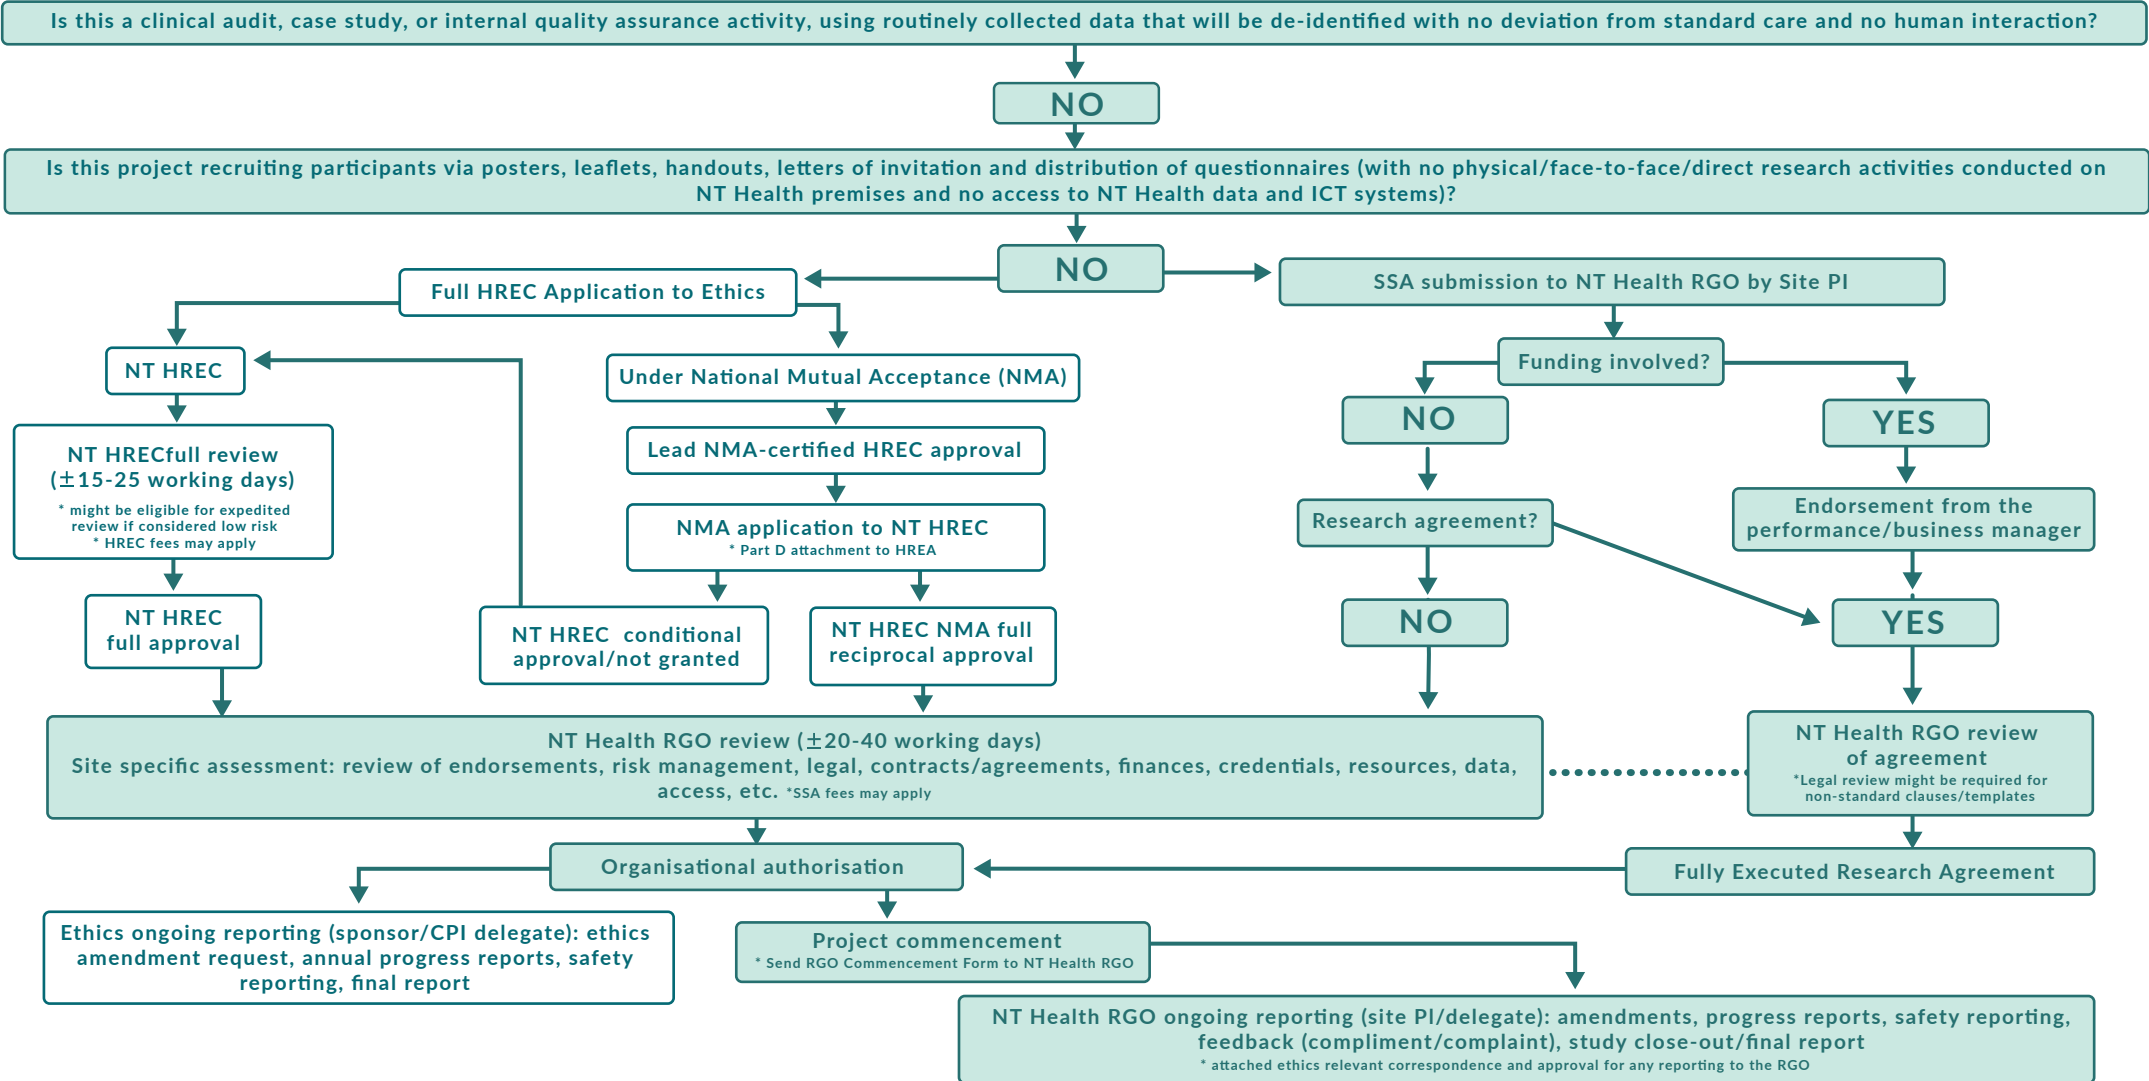 Is this a clinical audit, case study, or internal quality assurance activity, using routinely collected data that will be de-identified with no deviation from standard care and no human interaction?
NO
Is this project recruiting participants via posters, leaflets, handouts, letters of invitation and distribution of questionnaires (with no physical/face-to-face/direct research activities conducted on
NT Health premises and no access to NT Health data and ICT systems)?
NO
Full HREC Application to Ethics
SSA submission to NT Health RGO by Site PI
NT HREC
Under National Mutual Acceptance (NMA)
Funding involved?
NO
YES
NT HRECfull review
(±15-25 working days)
* might be eligible for expedited
review if considered low risk
* HREC fees may apply
Lead NMA-certified HREC approval
NMA application to NT HREC
* Part D attachment to HREA
Research agreement?
Endorsement from the
performance/business manager
NT HREC
full approval
NT HREC conditional
approval/not granted
NT HREC NMA full
reciprocal approval
NO
YES
NT Health RGO review (±20-40 working days)
Site specific assessment: review of endorsements, risk management, legal, contracts/agreements, finances, credentials, resources, data,
access, etc. *SSA fees may apply
NT Health RGO review
of agreement
*Legal review might be required for
non-standard clauses/templates
Organisational authorisation
Fully Executed Research Agreement
Ethics ongoing reporting (sponsor/CPI delegate): ethics
amendment request, annual progress reports, safety
reporting, final report
Project commencement
* Send RGO Commencement Form to NT Health RGO
NT Health RGO ongoing reporting (site PI/delegate): amendments, progress reports, safety reporting,
feedback (compliment/complaint), study close-out/final report
* attached ethics relevant correspondence and approval for any reporting to the RGO